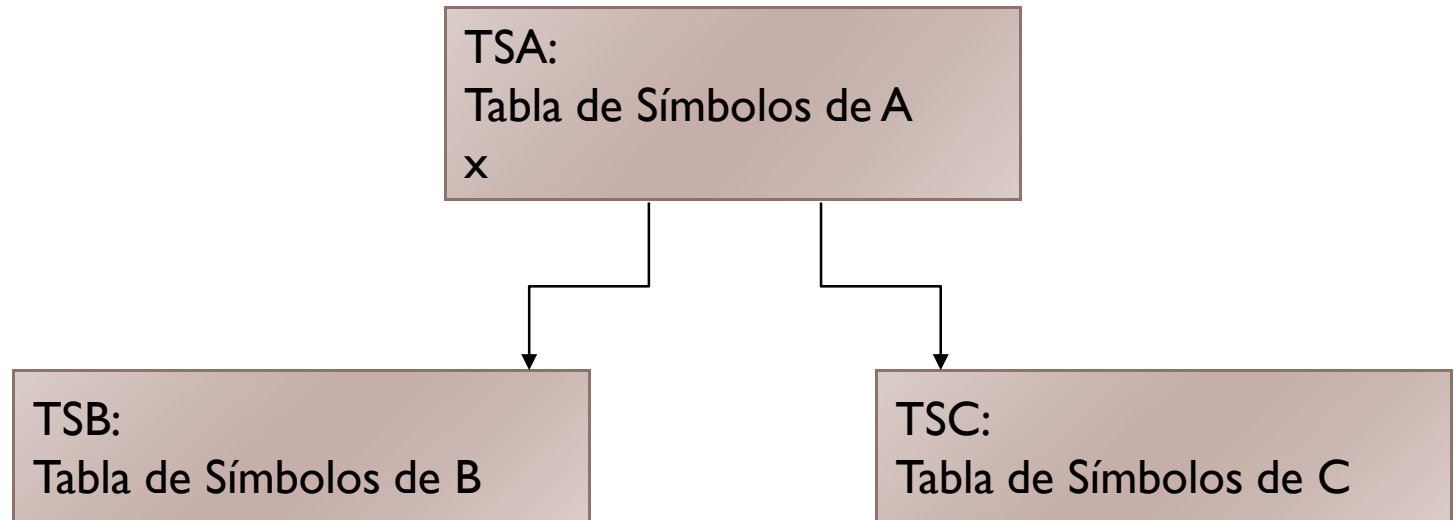 TSA:
Tabla de Símbolos de A
x
TSB:
Tabla de Símbolos de B
TSC:
Tabla de Símbolos de C